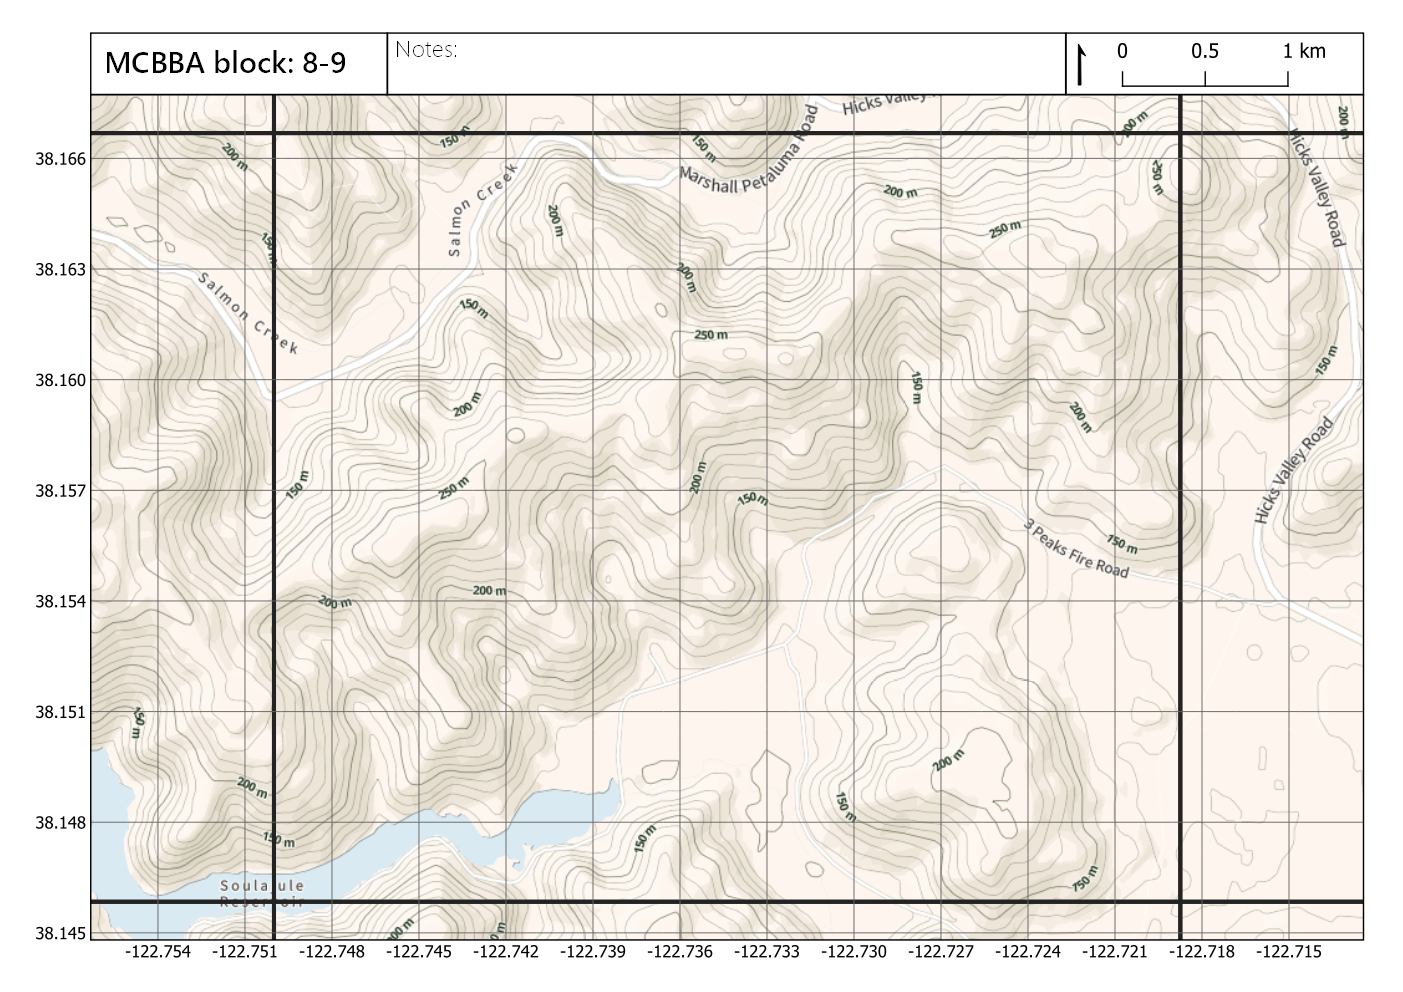 MCBBA block: 8-9
Notes:
0 0.5 1 km
Hicks Valley
200 m
150 m
200 m
150 m
Marshall Petaluma Road
Hicks Valley Road
38.166
Salmon Creek
200 m
250 m
200 m
150 m
250 m
38.163
Salmon Creek
200 m
150 m
250 m
150 m
38.160
200 m
150 m
200 m
Hicks Valley Road
38.157
150 m
250 m
200 m
150 m
3 Peaks Fire Road
150 m
38.154
200 m
200 m
38.151
200 m
200 m
150 m
38.148
150 m
150 m
Soulajule
Reservoir
38.145
-122.754 -122.751 -122.748 -122.745 -122.742 -122.739 -122.736 -122.733 -122.730 -122.727 -122.724 -122.721 -122.718 -122.715